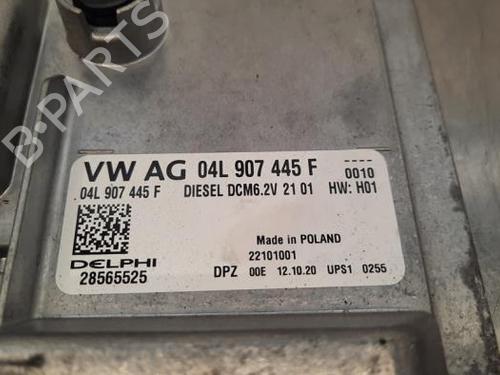 B-PARTS
VW AG 04L 907 445 F ----
0010
04L 907 445 F DIESEL DCM6.2V 21 01 HW: H01
Made in POLAND
DELPHI 22101001
28565525 DPZ 00E 12.10.20 UPS1 0255